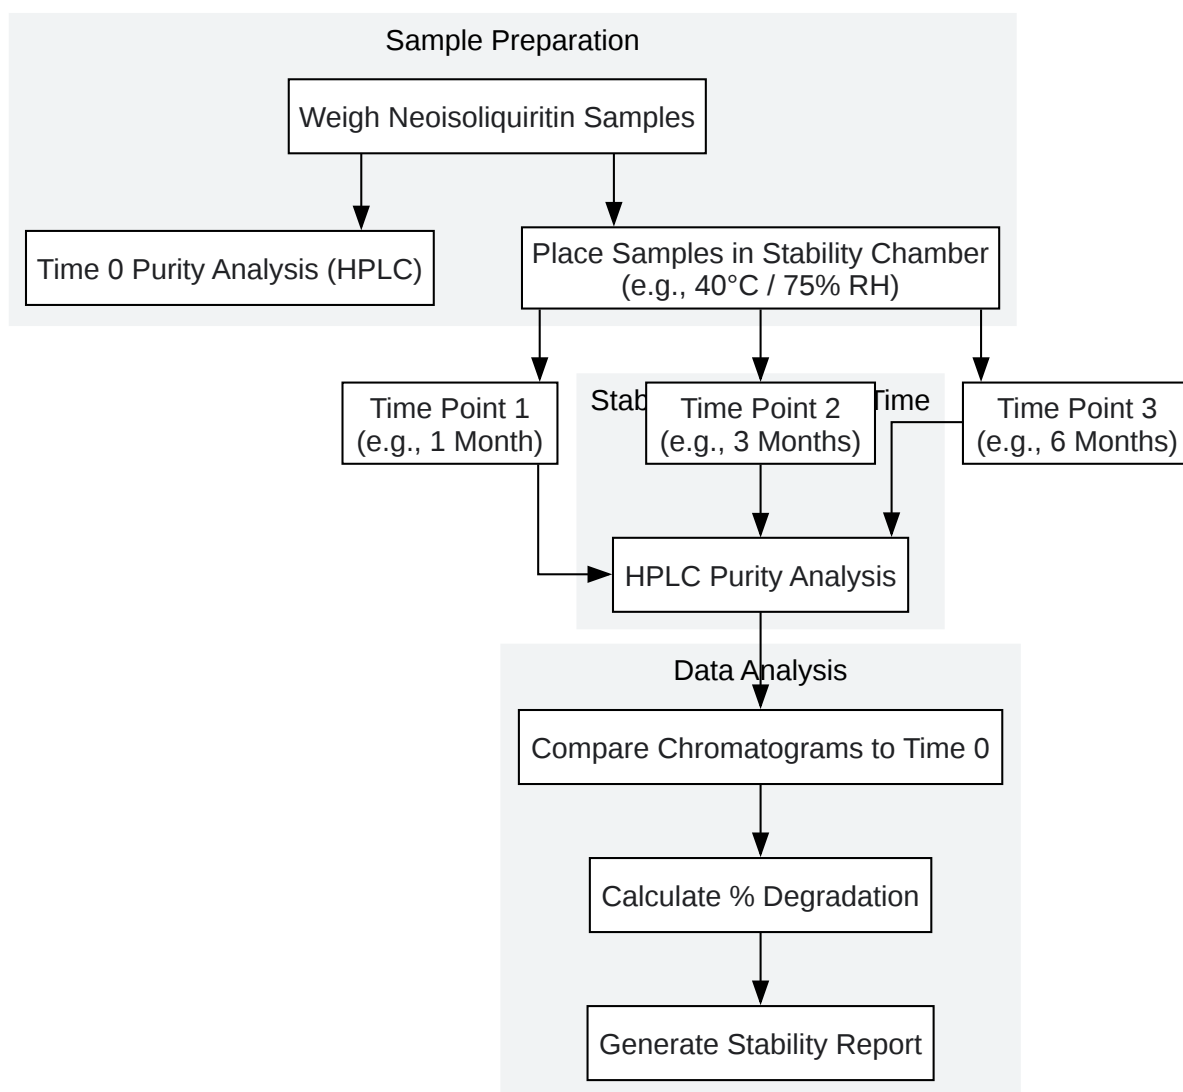 Sample Preparation
Weigh Neoisoliquiritin Samples
Time 0 Purity Analysis (HPLC)
Place Samples in Stability Chamber
(e.g., 40°C / 75% RH)
Time Point 1
(e.g., 1 Month)
Time
Time Point 2
(e.g., 3 Months)
Time Point 3
(e.g., 6 Months)
HPLC Purity Analysis
Data Analysis
Compare Chromatograms to Time 0
Calculate % Degradation
Generate Stability Report